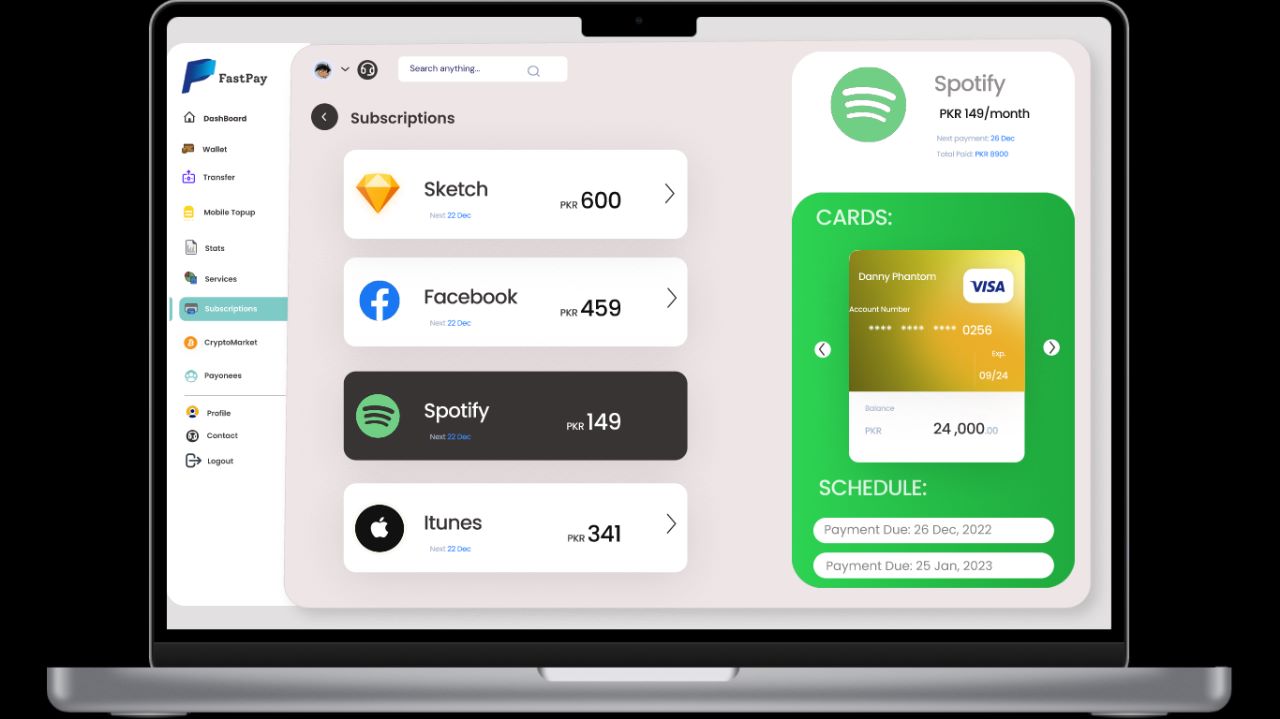 FastPay
DashBoard
Wallet
Transfer
Mobile Topup
Stats
Services
Subscriptions
CryptoMarket
Payonees
Profile
Contact
Logout
Search anything...
Subscriptions
Sketch
PKR 600
Next 22 Dec
Facebook
PKR 459
Next 22 Dec
Spotify
PKR 149
Next 22 Dec
Itunes
PKR 341
Next 22 Dec
Spotify
PKR 149/month
Next payment: 26 Dec
Total Paid: PKR 8900
CARDS:
Danny Phantom
VISA
Account Number
**** **** **** 0256
Exp.
09/24
Balance
PKR 24,000.00
SCHEDULE:
Payment Due: 26 Dec, 2022
Payment Due: 25 Jan, 2023